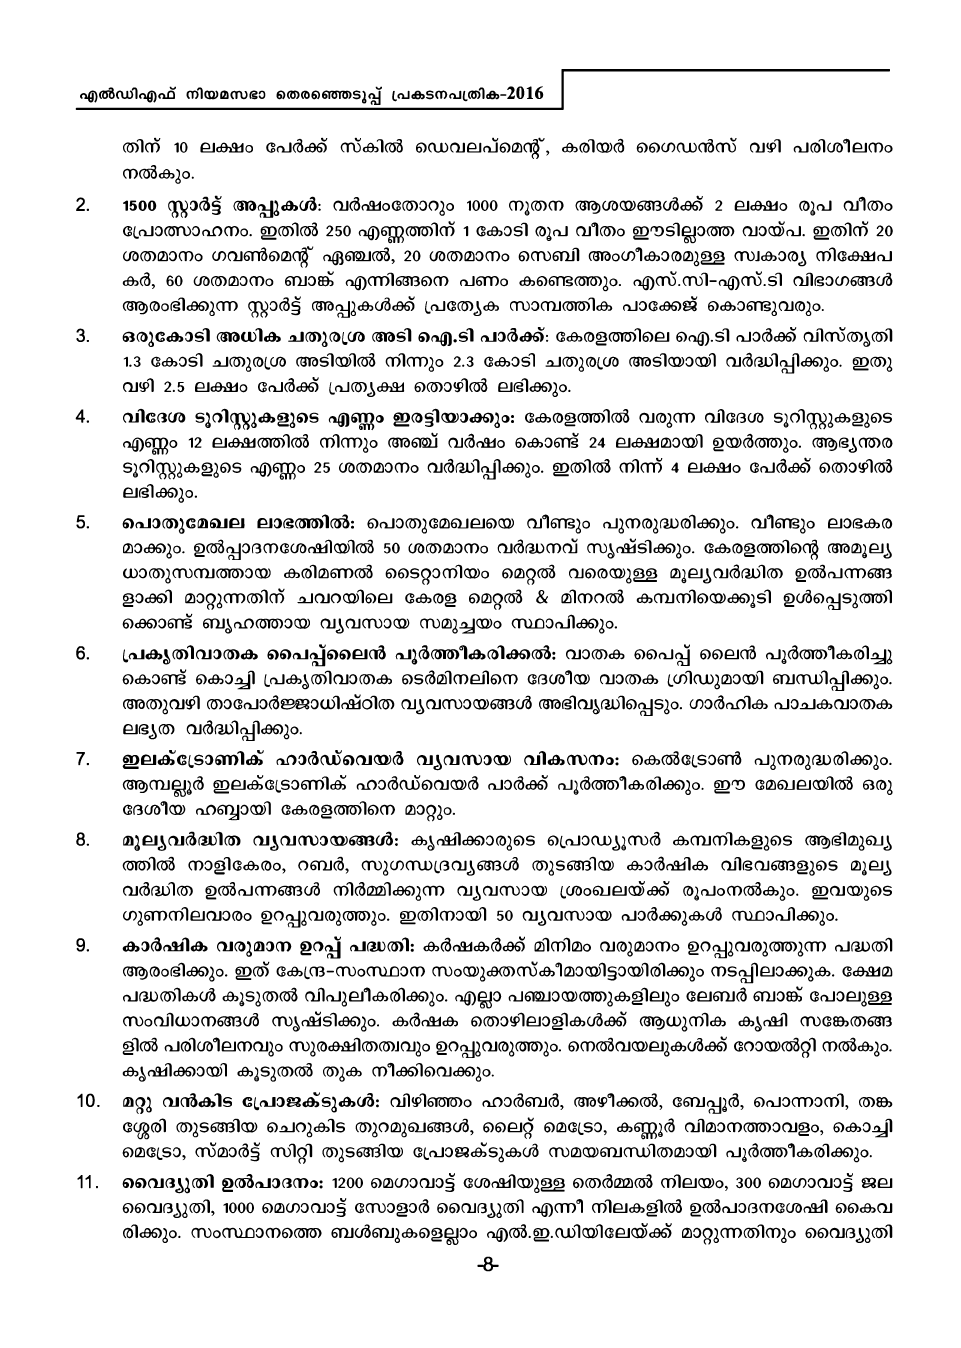 എൽഡിഎഫ് നിയമസഭാ തെരഞ്ഞെടുപ്പ് പ്രകടനപത്രിക-2016
തിന് 10 ലക്ഷം പേർക്ക് സ്കിൽ ഡെവലപ്മെന്റ്, കരിയർ ഗൈഡൻസ് വഴി പരിശീലനം
നൽകും.
2. 1500 സ്റ്റാർട്ട് അപ്പുകൾ: വർഷംതോറും 1000 നൂതന ആശയങ്ങൾക്ക് 2 ലക്ഷം രൂപ വീതം
പ്രോത്സാഹനം. ഇതിൽ 250 എണ്ണത്തിന് 1 കോടി രൂപ വീതം ഈടില്ലാത്ത വായ്പ. ഇതിന് 20
ശതമാനം ഗവൺമെന്റ് ഏഞ്ചൽ, 20 ശതമാനം സെബി അംഗീകാരമുള്ള സ്വകാര്യ നിക്ഷേപ
കർ, 60 ശതമാനം ബാങ്ക് എന്നിങ്ങനെ പണം കണ്ടെത്തും. എസ്.സി-എസ്.ടി വിഭാഗങ്ങൾ
ആരംഭിക്കുന്ന സ്റ്റാർട്ട് അപ്പുകൾക്ക് പ്രത്യേക സാമ്പത്തിക പാക്കേജ് കൊണ്ടുവരും.
3. ഒരുകോടി അധിക ചതുരശ്ര അടി ഐ.ടി പാർക്ക്: കേരളത്തിലെ ഐ.ടി പാർക്ക് വിസ്തൃതി
1.3 കോടി ചതുരശ്ര അടിയിൽ നിന്നും 2.3 കോടി ചതുരശ്ര അടിയായി വർദ്ധിപ്പിക്കും. ഇതു
വഴി 2.5 ലക്ഷം പേർക്ക് പ്രത്യക്ഷ തൊഴിൽ ലഭിക്കും.
4. വിദേശ ടൂറിസ്റ്റുകളുടെ എണ്ണം ഇരട്ടിയാക്കും: കേരളത്തിൽ വരുന്ന വിദേശ ടൂറിസ്റ്റുകളുടെ
എണ്ണം 12 ലക്ഷത്തിൽ നിന്നും അഞ്ച് വർഷം കൊണ്ട് 24 ലക്ഷമായി ഉയർത്തും. ആഭ്യന്തര
ടൂറിസ്റ്റുകളുടെ എണ്ണം 25 ശതമാനം വർദ്ധിപ്പിക്കും. ഇതിൽ നിന്ന് 4 ലക്ഷം പേർക്ക് തൊഴിൽ
ലഭിക്കും.
5. പൊതുമേഖല ലാഭത്തിൽ: പൊതുമേഖലയെ വീണ്ടും പുനരുദ്ധരിക്കും. വീണ്ടും ലാഭകര
മാക്കും. ഉൽപ്പാദനശേഷിയിൽ 50 ശതമാനം വർദ്ധനവ് സൃഷ്ടിക്കും. കേരളത്തിന്റെ അമൂല്യ
ധാതുസമ്പത്തായ കരിമണൽ ടൈറ്റാനിയം മെറ്റൽ വരെയുള്ള മൂല്യവർദ്ധിത ഉൽപന്നങ്ങ
ളാക്കി മാറ്റുന്നതിന് ചവറയിലെ കേരള മെറ്റൽ & മിനറൽ കമ്പനിയെക്കൂടി ഉൾപ്പെടുത്തി
ക്കൊണ്ട് ബൃഹത്തായ വ്യവസായ സമുച്ചയം സ്ഥാപിക്കും.
6. പ്രകൃതിവാതക പൈപ്പ്ലൈൻ പൂർത്തീകരിക്കൽ: വാതക പൈപ്പ് ലൈൻ പൂർത്തീകരിച്ചു
കൊണ്ട് കൊച്ചി പ്രകൃതിവാതക ടെർമിനലിനെ ദേശീയ വാതക ഗ്രിഡുമായി ബന്ധിപ്പിക്കും.
അതുവഴി താപോർജ്ജാധിഷ്ഠിത വ്യവസായങ്ങൾ അഭിവൃദ്ധിപ്പെടും. ഗാർഹിക പാചകവാതക
ലഭ്യത വർദ്ധിപ്പിക്കും.
7. ഇലക്ട്രോണിക് ഹാർഡ്‌വെയർ വ്യവസായ വികസനം: കെൽട്രോൺ പുനരുദ്ധരിക്കും.
ആമ്പല്ലൂർ ഇലക്ട്രോണിക് ഹാർഡ്‌വെയർ പാർക്ക് പൂർത്തീകരിക്കും. ഈ മേഖലയിൽ ഒരു
ദേശീയ ഹബ്ബായി കേരളത്തിനെ മാറ്റും.
8. മൂല്യവർദ്ധിത വ്യവസായങ്ങൾ: കൃഷിക്കാരുടെ പ്രൊഡ്യൂസർ കമ്പനികളുടെ ആഭിമുഖ്യ
ത്തിൽ നാളികേരം, റബർ, സുഗന്ധദ്രവ്യങ്ങൾ തുടങ്ങിയ കാർഷിക വിഭവങ്ങളുടെ മൂല്യ
വർദ്ധിത ഉൽപന്നങ്ങൾ നിർമ്മിക്കുന്ന വ്യവസായ ശ്രംഖലയ്ക്ക് രൂപംനൽകും. ഇവയുടെ
ഗുണനിലവാരം ഉറപ്പുവരുത്തും. ഇതിനായി 50 വ്യവസായ പാർക്കുകൾ സ്ഥാപിക്കും.
9. കാർഷിക വരുമാന ഉറപ്പ് പദ്ധതി: കർഷകർക്ക് മിനിമം വരുമാനം ഉറപ്പുവരുത്തുന്ന പദ്ധതി
ആരംഭിക്കും. ഇത് കേന്ദ്ര-സംസ്ഥാന സംയുക്തസ്കീമായിട്ടായിരിക്കും നടപ്പിലാക്കുക. ക്ഷേമ
പദ്ധതികൾ കൂടുതൽ വിപുലീകരിക്കും. എല്ലാ പഞ്ചായത്തുകളിലും ലേബർ ബാങ്ക് പോലുള്ള
സംവിധാനങ്ങൾ സൃഷ്ടിക്കും. കർഷക തൊഴിലാളികൾക്ക് ആധുനിക കൃഷി സങ്കേതങ്ങ
ളിൽ പരിശീലനവും സുരക്ഷിതത്വവും ഉറപ്പുവരുത്തും. നെൽവയലുകൾക്ക് റോയൽറ്റി നൽകും.
കൃഷിക്കായി കൂടുതൽ തുക നീക്കിവെക്കും.
10. മറ്റു വൻകിട പ്രോജക്ടുകൾ: വിഴിഞ്ഞം ഹാർബർ, അഴീക്കൽ, ബേപ്പൂർ, പൊന്നാനി, തങ്ക
ശ്ശേരി തുടങ്ങിയ ചെറുകിട തുറമുഖങ്ങൾ, ലൈറ്റ് മെട്രോ, കണ്ണൂർ വിമാനത്താവളം, കൊച്ചി
മെട്രോ, സ്മാർട്ട് സിറ്റി തുടങ്ങിയ പ്രോജക്ടുകൾ സമയബന്ധിതമായി പൂർത്തീകരിക്കും.
11. വൈദ്യുതി ഉൽപാദനം: 1200 മെഗാവാട്ട് ശേഷിയുള്ള തെർമ്മൽ നിലയം, 300 മെഗാവാട്ട് ജല
വൈദ്യുതി, 1000 മെഗാവാട്ട് സോളാർ വൈദ്യുതി എന്നീ നിലകളിൽ ഉൽപാദനശേഷി കൈവ
രിക്കും. സംസ്ഥാനത്തെ ബൾബുകളെല്ലാം എൽ.ഇ.ഡിയിലേയ്ക്ക് മാറ്റുന്നതിനും വൈദ്യുതി
-8-